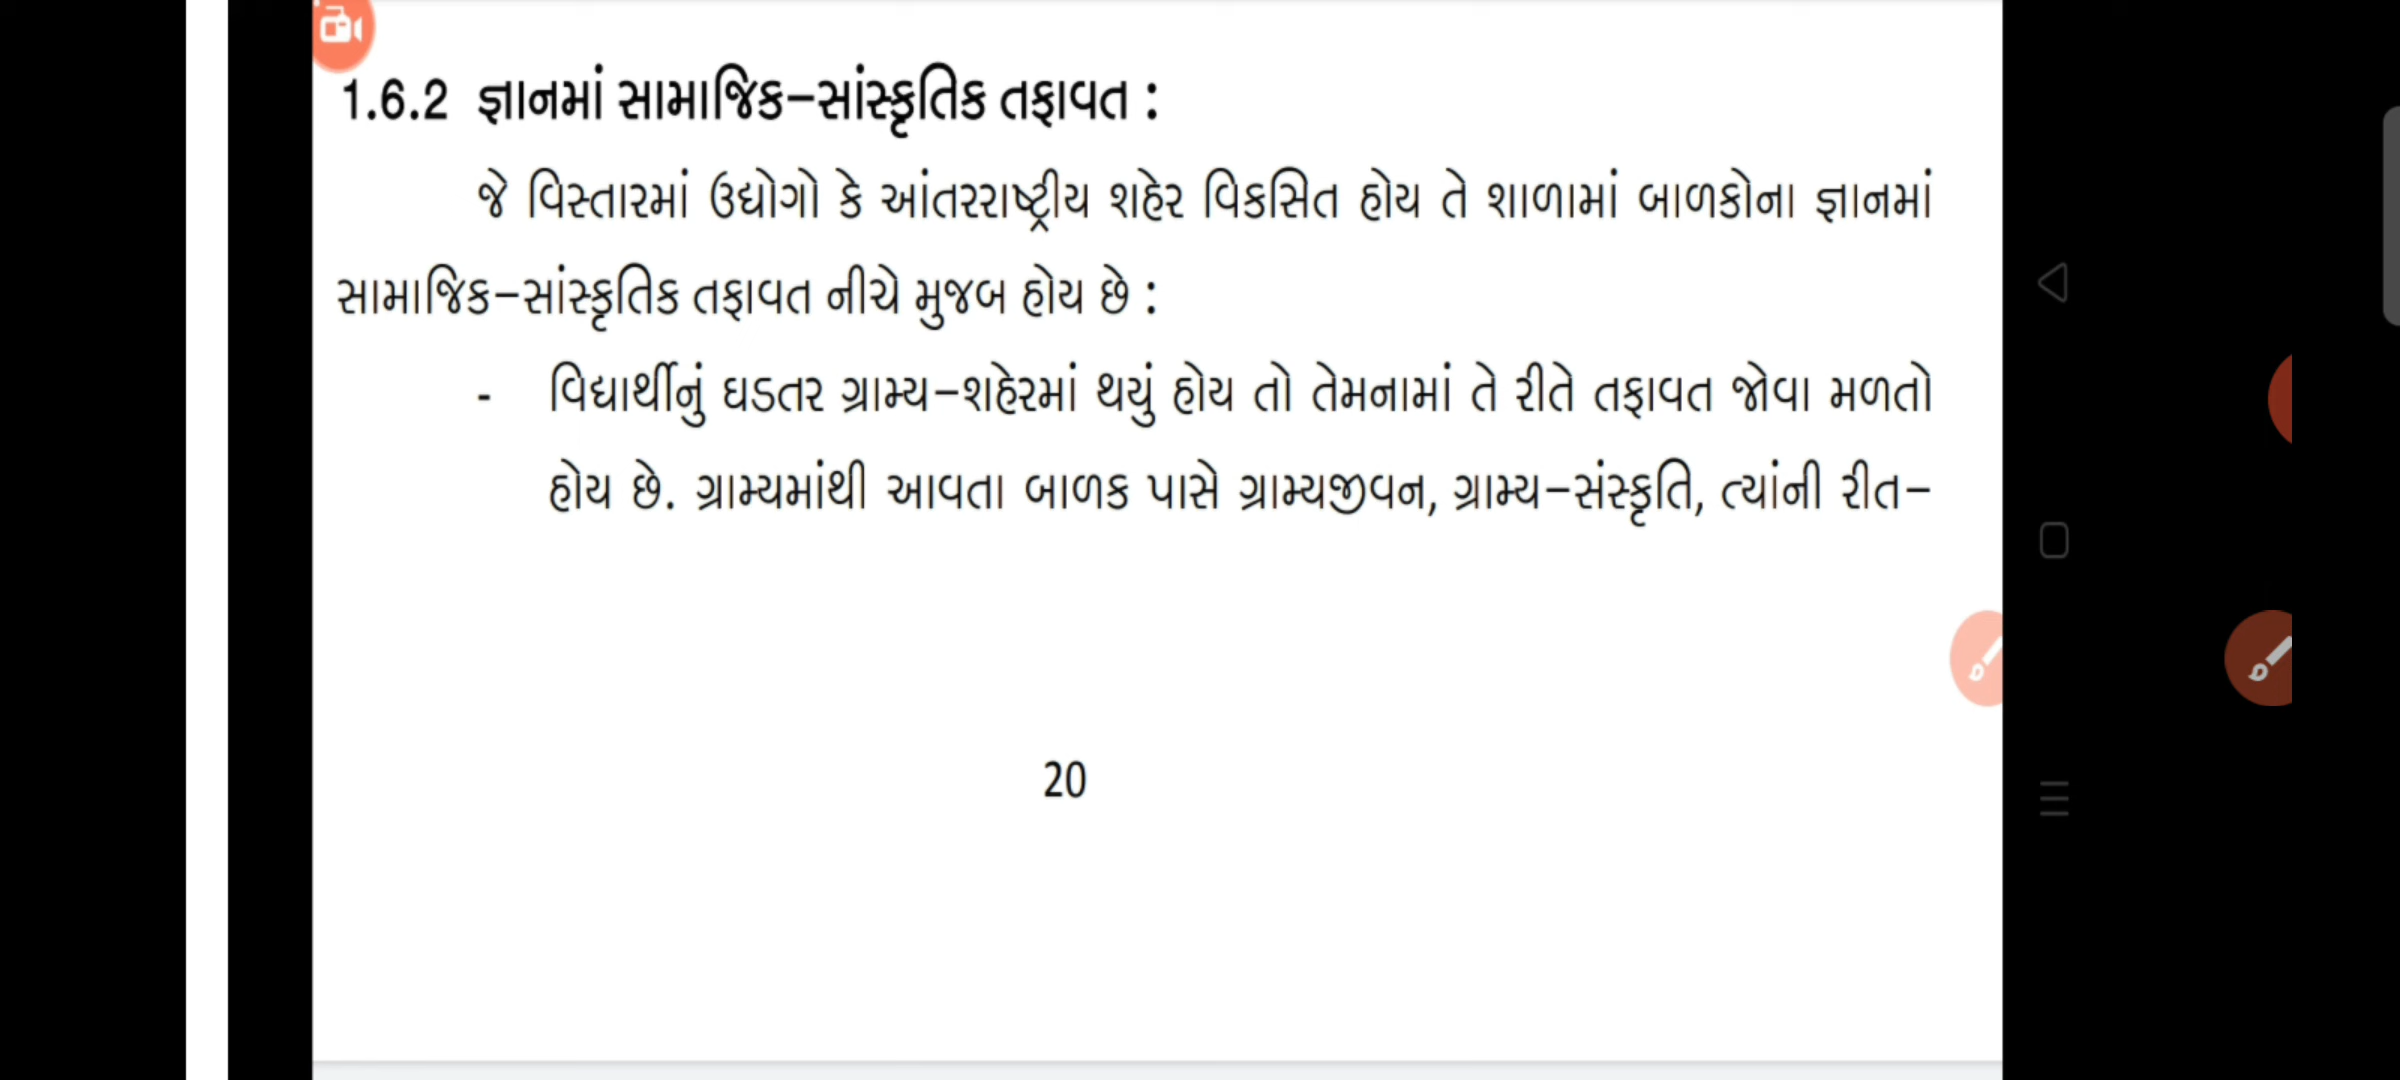 1.6.2 જ્ઞાનમાં સામાજિક–સાંસ્કૃતિક તફાવત :
જે વિસ્તારમાં ઉદ્યોગો કે આંતરરાષ્ટ્રીય શહેર વિકસિત હોય તે શાળામાં બાળકોના જ્ઞાનમાં
સામાજિક–સાંસ્કૃતિક તફાવત નીચે મુજબ હોય છે :
- વિદ્યાર્થીનું ઘડતર ગ્રામ્ય–શહેરમાં થયું હોય તો તેમનામાં તે રીતે તફાવત જોવા મળતો
હોય છે. ગ્રામ્યમાંથી આવતા બાળક પાસે ગ્રામ્યજીવન, ગ્રામ્ય–સંસ્કૃતિ, ત્યાંની રીત–
20